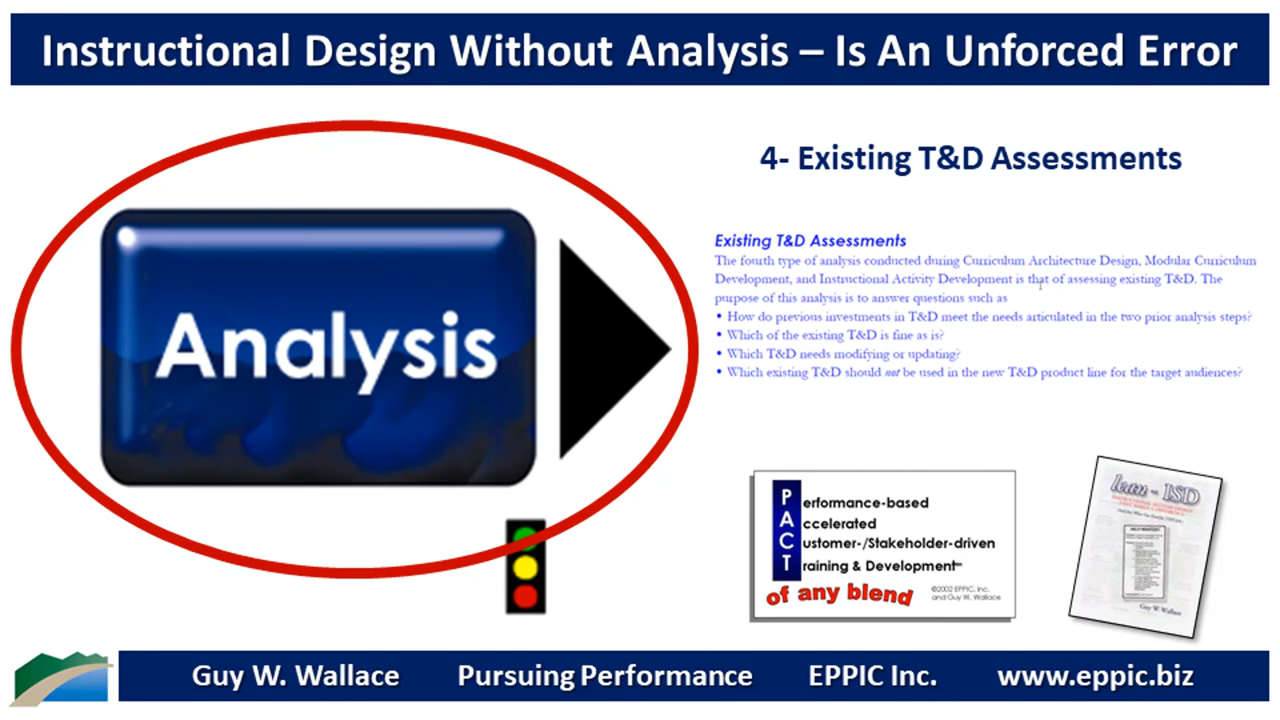 Instructional Design Without Analysis – Is An Unforced Error
4- Existing T&D Assessments
Analysis
Existing T&D Assessments
The fourth type of analysis conducted during Curriculum Architecture Design, Modular Curriculum
Development, and Instructional Activity Development is that of assessing existing T&D. The
purpose of this analysis is to answer questions such as
• How do previous investments in T&D meet the needs articulated in the two prior analysis steps?
• Which of the existing T&D is fine as is?
• Which T&D needs modifying or updating?
• Which existing T&D should not be used in the new T&D product line for the target audiences?
Performance-based
Accelerated
Customer-/Stakeholder-driven
Training & Development℠
of any blend
©2002 EPPIC, Inc.
and Guy W. Wallace
lean - ISD
Guy W. Wallace
Guy W. Wallace Pursuing Performance EPPIC Inc. www.eppic.biz